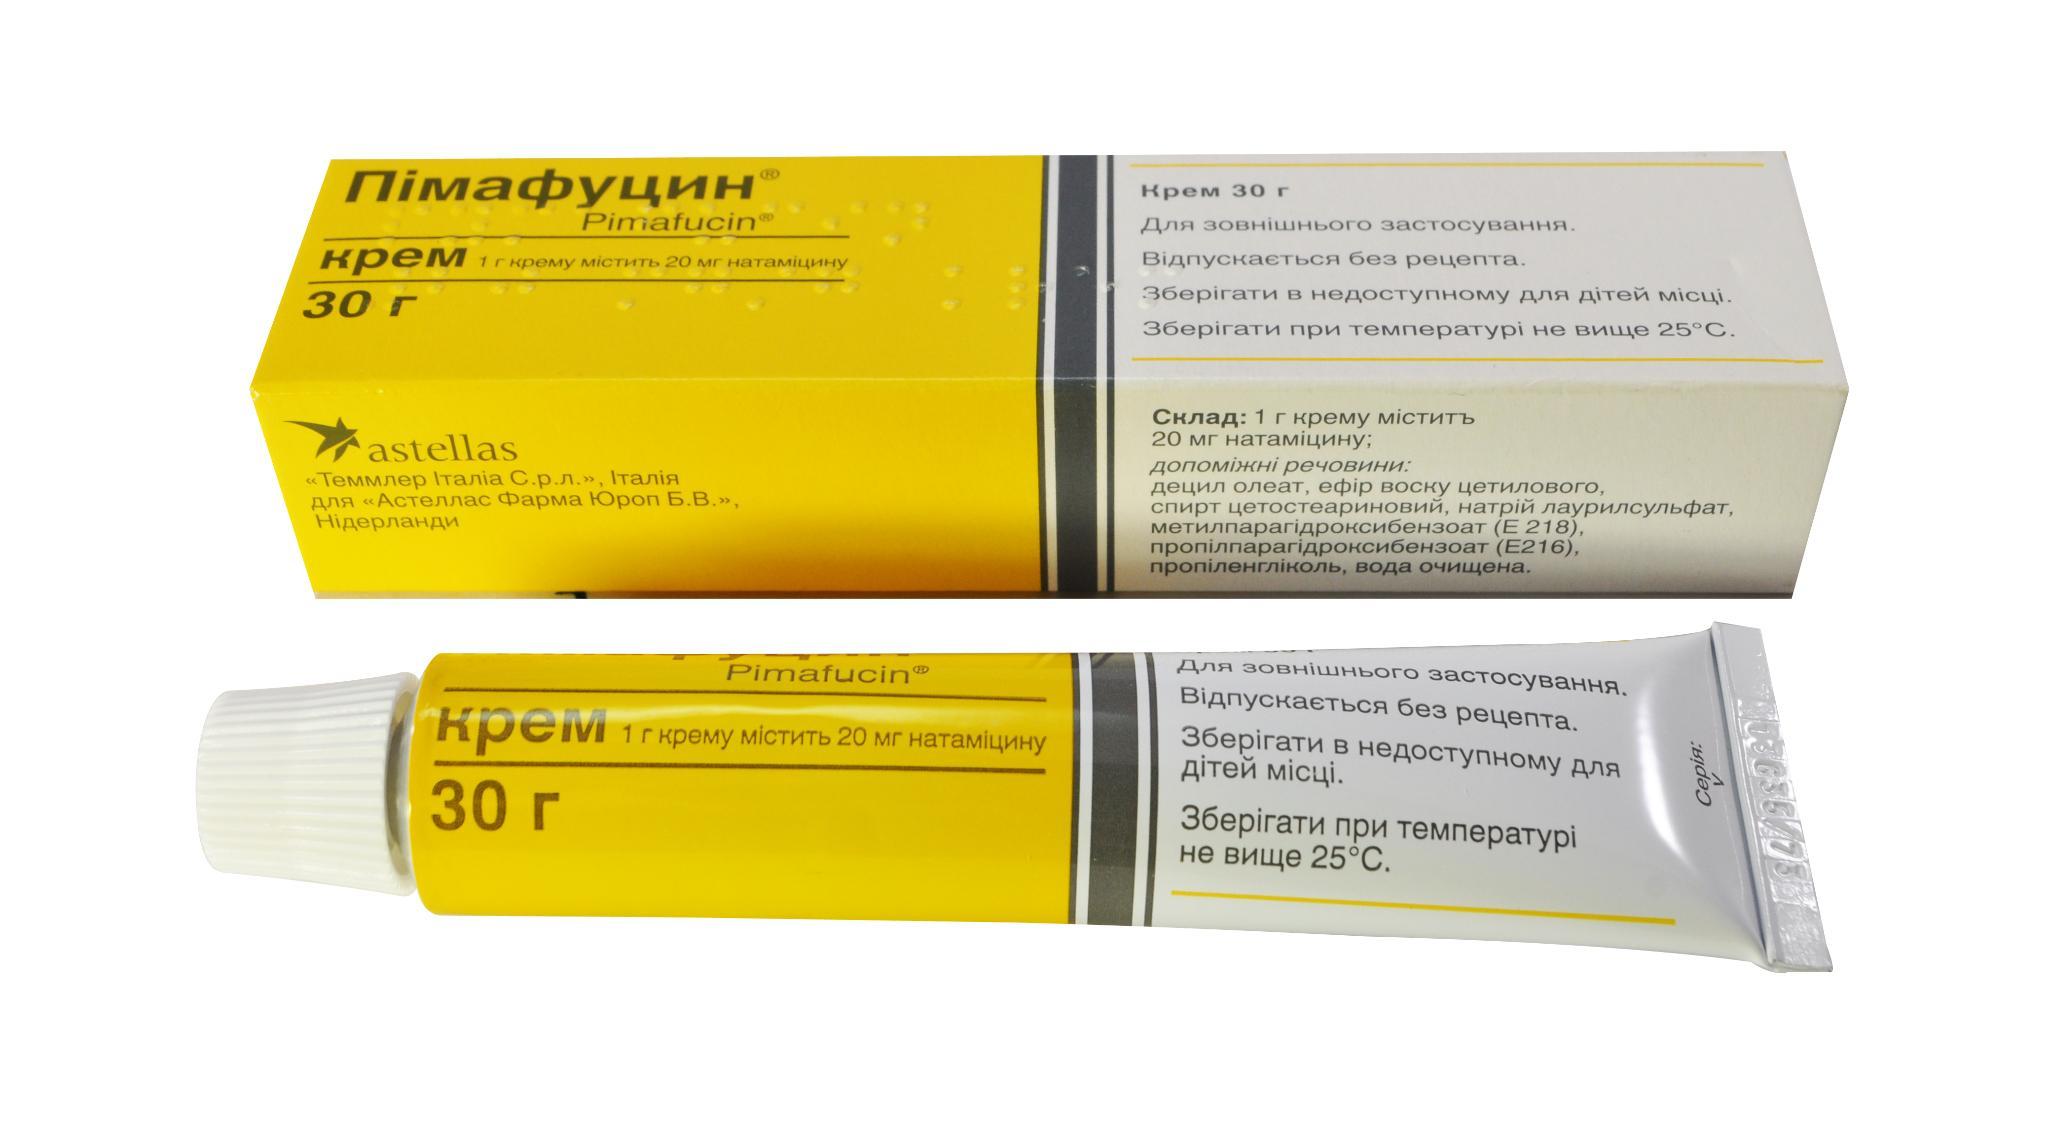 Пімафуцин®
Pimafucin®
крем 1 г крему містить 20 мг натаміцину
30 г
Крем 30 г
Для зовнішнього застосування.
Відпускається без рецепта.
Зберігати в недоступному для дітей місці.
Зберігати при температурі не вище 25°С.
astellas
«Теммлер Італіа С.р.л.», Італія
для «Астеллас Фарма Юроп Б.В.»,
Нідерланди
Склад: 1 г крему містить
20 мг натаміцину;
допоміжні речовини:
децил олеат, ефір воску цетилового,
спирт цетостеариновий, натрій лаурилсульфат,
метилпарагідроксибензоат (Е 218),
пропілпарагідроксибензоат (Е216),
пропіленгліколь, вода очищена.
Pimafucin®
крем 1 г крему містить 20 мг натаміцину
30 г
Для зовнішнього застосування.
Відпускається без рецепта.
Зберігати в недоступному для
дітей місці.
Зберігати при температурі
не вище 25°С.
Серія: